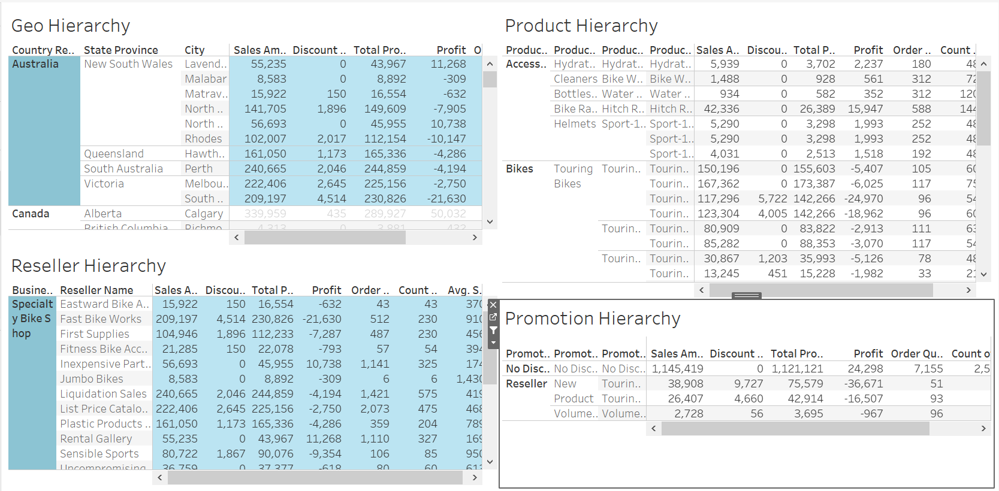 Geo Hierarchy
Country Re.. State Province City Sales Am.. Discount .. Total Pro.. Profit O
Australia New South Wales Lavend.. 55,235 0 43,967 11,268
Malabar 8,583 0 8,892 -309
Matrav.. 15,922 150 16,554 -632
North .. 141,705 1,896 149,609 -7,905
North .. 56,693 0 45,955 10,738
Rhodes 102,007 2,017 112,154 -10,147
Queensland Hawth.. 161,050 1,173 165,336 -4,286
South Australia Perth 240,665 2,046 244,859 -4,194
Victoria Melbou.. 222,406 2,645 225,156 -2,750
South .. 209,197 4,514 230,826 -21,630
Canada Alberta Calgary 339,959 435 289,927 50,032
British Columbia Richmo 4,313 0 3,881 432
Reseller Hierarchy
Busine.. Reseller Name Sales A.. Discou.. Total P.. Profit Order .. Count .. Avg. S.
Specialt Eastward Bike A.. 15,922 150 16,554 -632 43 43 370
y Bike S Fast Bike Works 209,197 4,514 230,826 -21,630 512 230 910
hop First Supplies 104,946 1,896 112,233 -7,287 487 230 456
Fitness Bike Acc.. 21,285 150 22,078 -793 57 54 394
Inexpensive Part.. 56,693 0 45,955 10,738 1,141 325 174
Jumbo Bikes 8,583 0 8,892 -309 6 6 1,430
Liquidation Sales 240,665 2,046 244,859 -4,194 1,421 575 419
List Price Catalo.. 222,406 2,645 225,156 -2,750 2,073 475 468
Plastic Products .. 161,050 1,173 165,336 -4,286 359 204 789
Rental Gallery 55,235 0 43,967 11,268 1,110 327 169
Sensible Sports 80,722 1,867 90,076 -9,354 106 85 950
Uncompromising 36,759 0 37,377 -618 80 60 613
Product Hierarchy
Produc.. Produc.. Produc.. Produc.. Sales A.. Discou.. Total P.. Profit Order .. Count .
Access.. Hydrat.. Hydrat.. Hydrat.. 5,939 0 3,702 2,237 180 48
Cleaners Bike W.. Bike W.. 1,488 0 928 561 312 72
Bottles.. Water .. Water .. 934 0 582 352 312 120
Bike Ra.. Hitch R.. Hitch R.. 42,336 0 26,389 15,947 588 144
Helmets Sport-1.. Sport-1.. 5,290 0 3,298 1,993 252 48
Sport-1.. 5,290 0 3,298 1,993 252 48
Sport-1.. 4,031 0 2,513 1,518 192 48
Bikes Touring Tourin.. Tourin.. 150,196 0 155,603 -5,407 105 60
Bikes Tourin.. 167,362 0 173,387 -6,025 117 75
Tourin.. 117,296 5,722 142,266 -24,970 96 54
Tourin.. 123,304 4,005 142,266 -18,962 96 60
Tourin.. Tourin.. 80,909 0 83,822 -2,913 111 63
Tourin.. 85,282 0 88,353 -3,070 117 54
Tourin.. Tourin.. 30,867 1,203 35,993 -5,126 78 48
Tourin.. 13,245 451 15,228 -1,982 33 21
Promotion Hierarchy
Promot.. Promot.. Promot.. Sales Am.. Discount .. Total Pro.. Profit Order Qu.. Count o
No Disc.. No Disc.. No Disc.. 1,145,419 0 1,121,121 24,298 7,155 2,5
Reseller New Tourin.. 38,908 9,727 75,579 -36,671 51
Product Tourin.. 26,407 4,660 42,914 -16,507 93
Volume.. Volume.. 2,728 56 3,695 -967 96